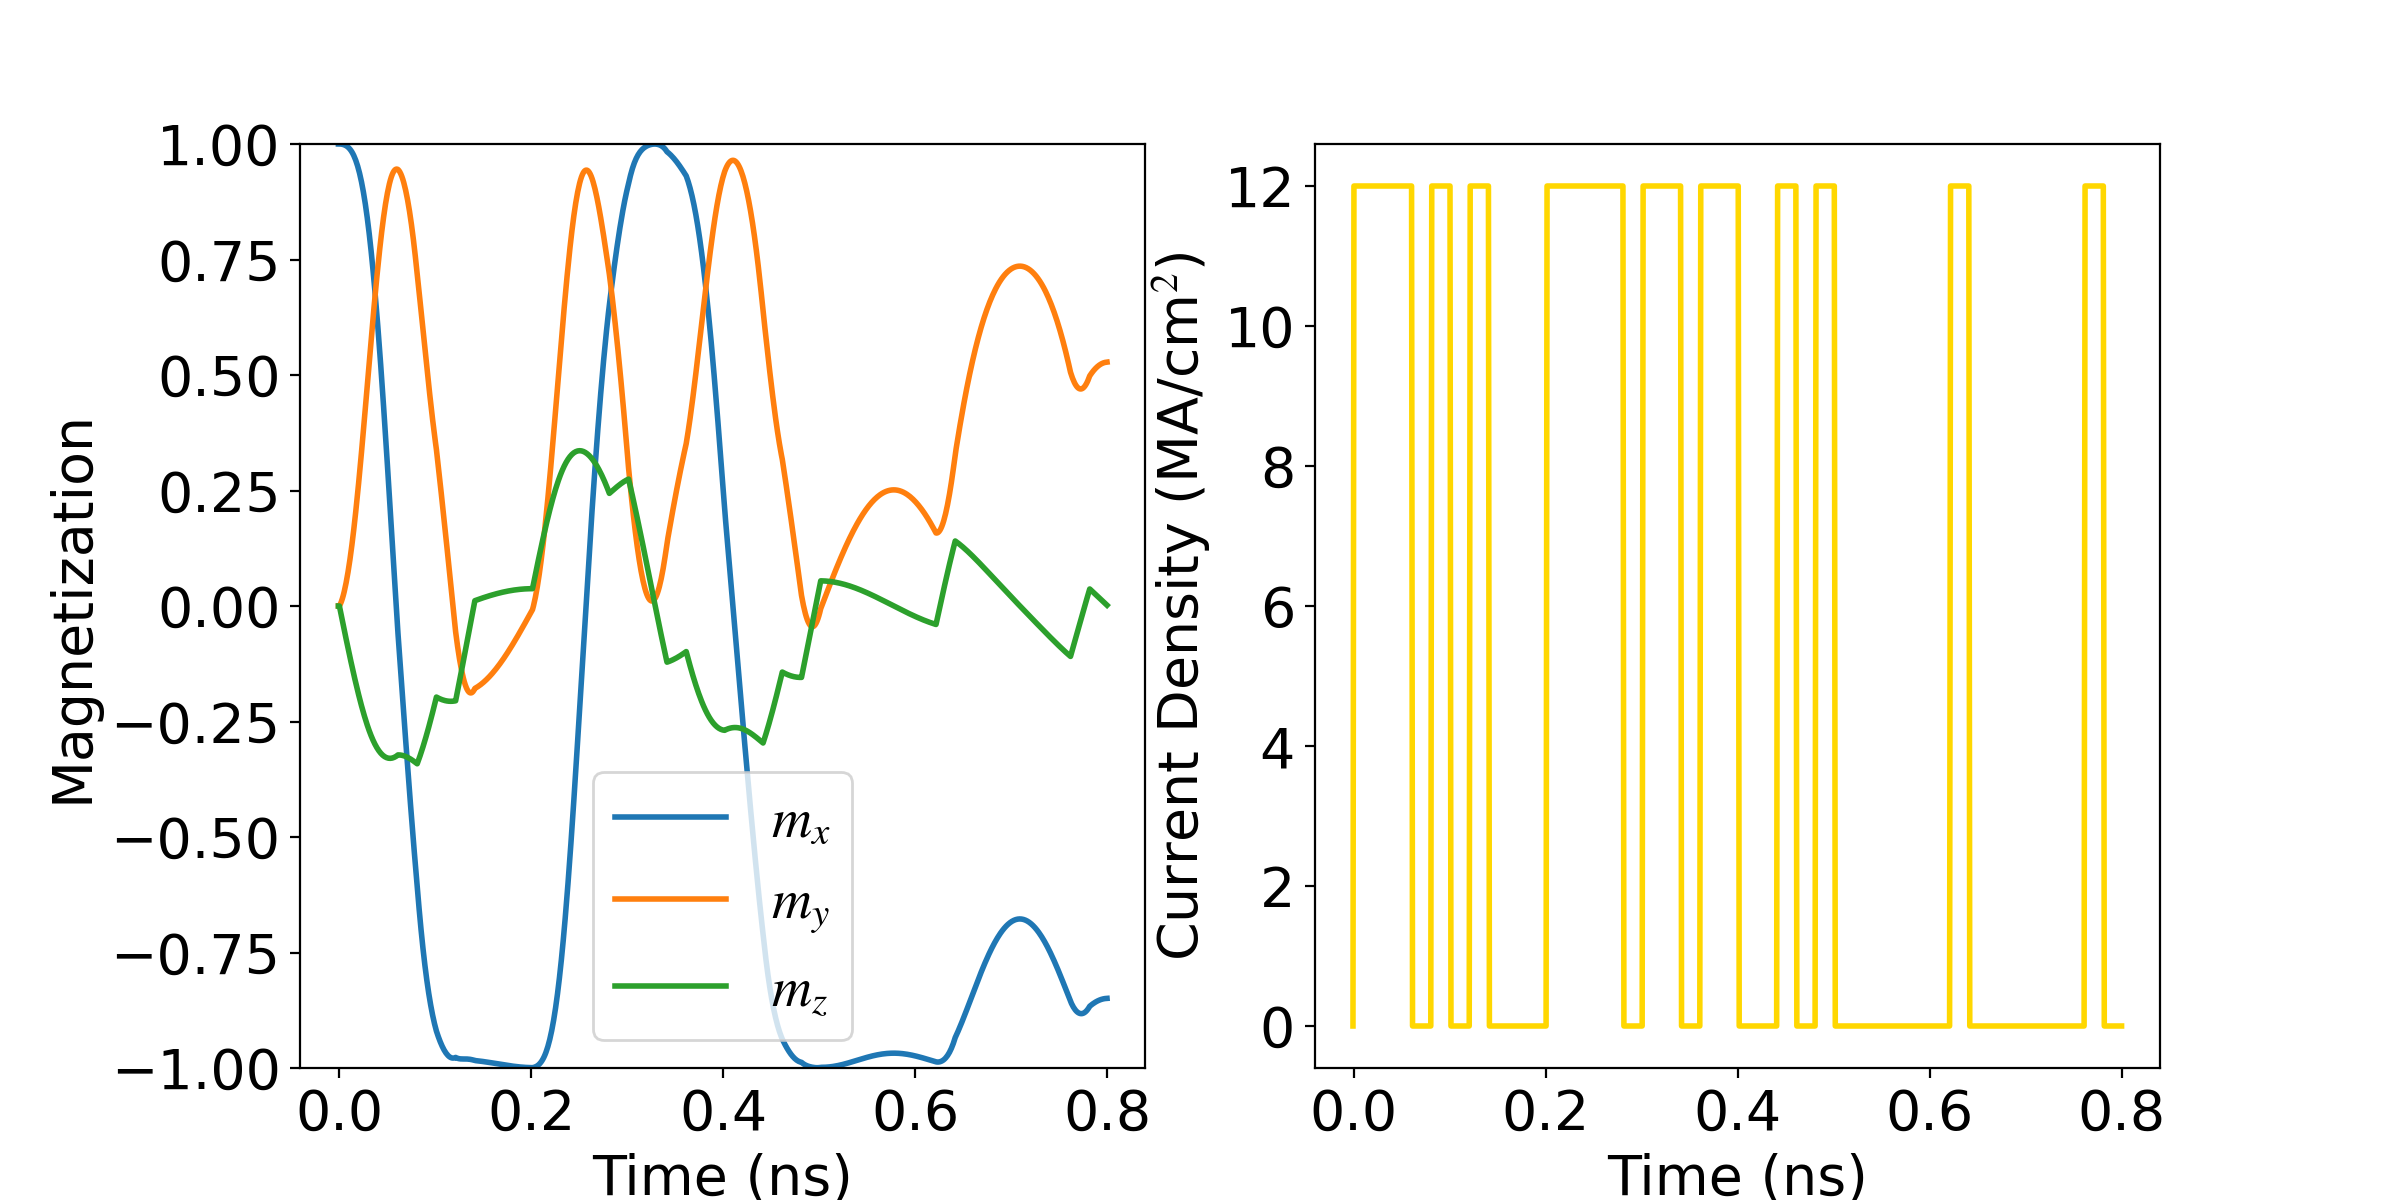 1.00
0.75
0.50
0.25
0.00
−0.25
−0.50
−0.75
−1.00
Magnetization
0.0 0.2 0.4 0.6 0.8
Time (ns)
m_x
m_y
m_z
12
10
8
6
4
2
0
Current Density (MA/cm²)
0.0 0.2 0.4 0.6 0.8
Time (ns)